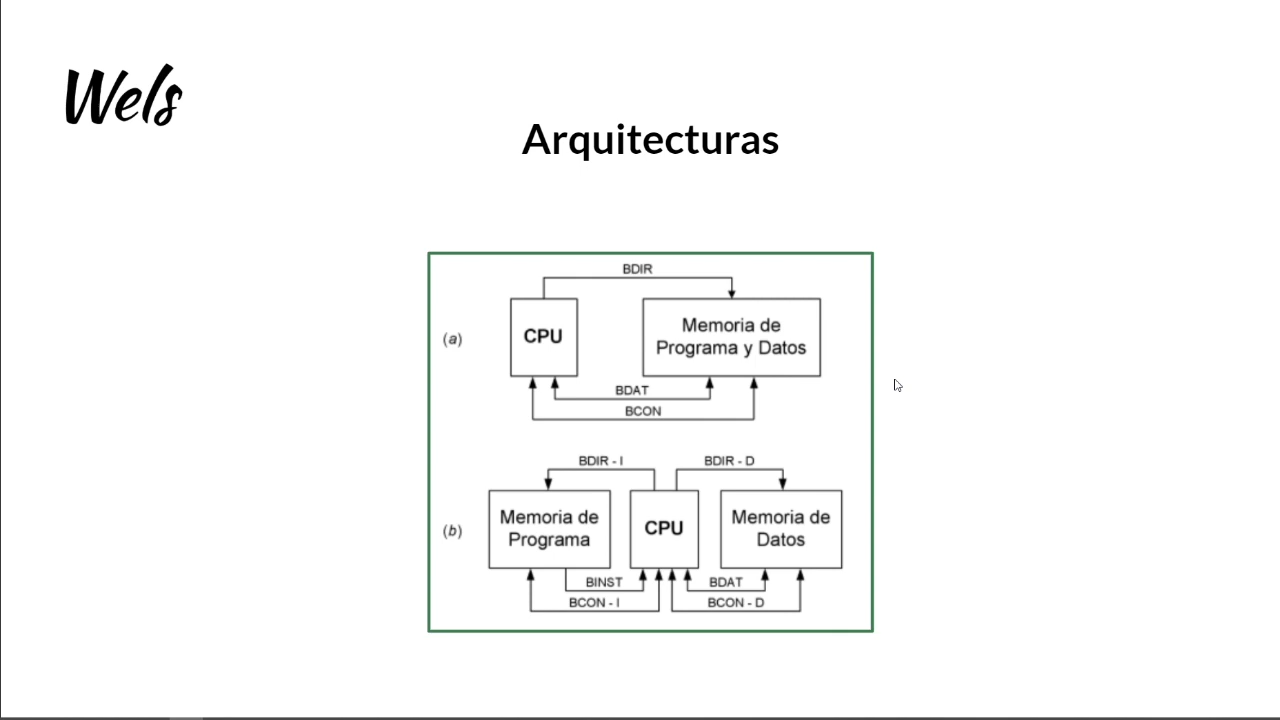 Wels
Arquitecturas
BDIR
(a)
CPU
Memoria de
Programa y Datos
BDAT
BCON
BDIR - I
BDIR - D
(b)
Memoria de
Programa
CPU
Memoria de
Datos
BINST
BDAT
BCON - I
BCON - D